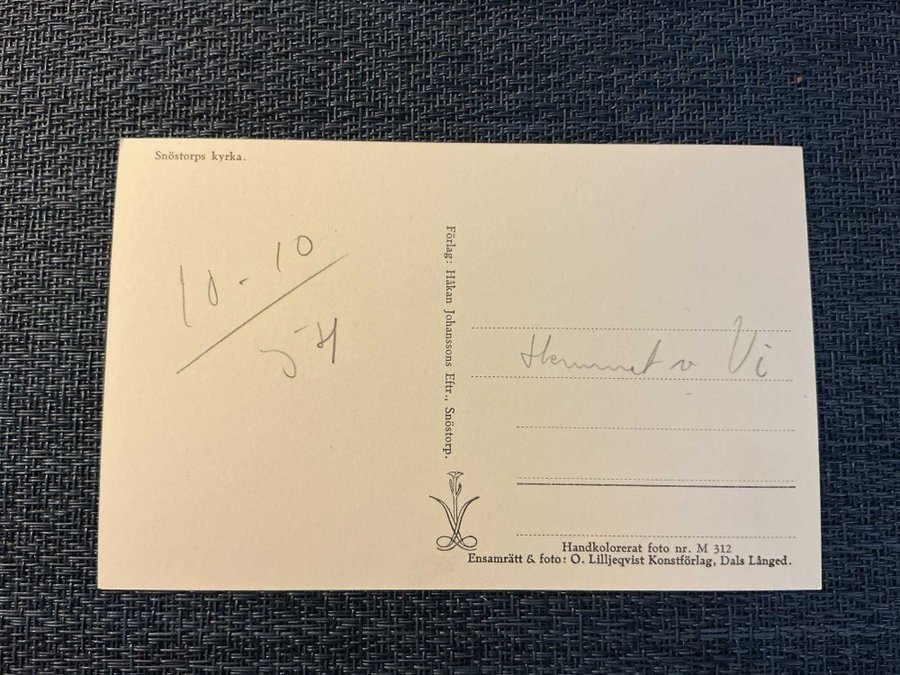 Snöstorps kyrka.
10-10
Förlag: Håkan Johanssons Eftr., Snöstorp.
Vi
Handkolorerat foto nr. M 312
Ensamrätt & foto: O. Lilljeqvist Konstförlag, Dals Långed.